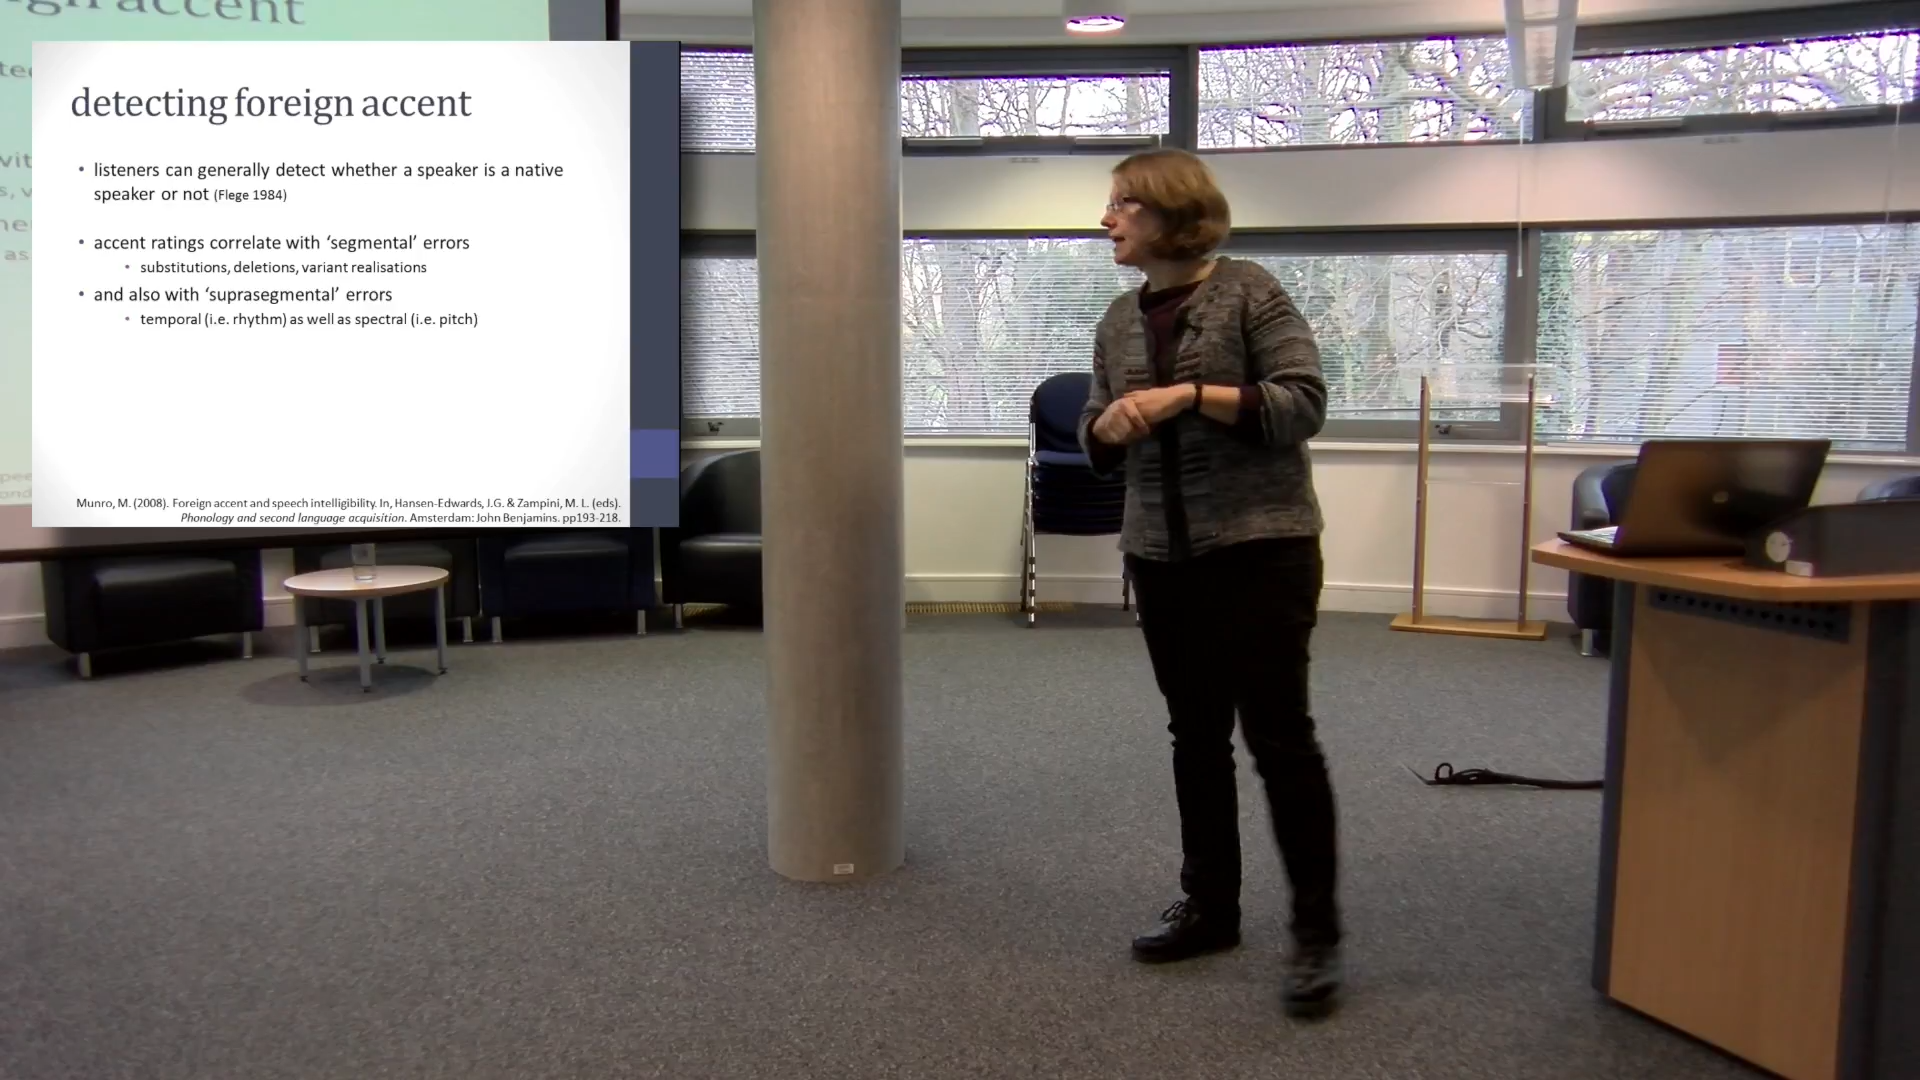 detecting foreign accent
• listeners can generally detect whether a speaker is a native
speaker or not (Flege 1984)
• accent ratings correlate with ‘segmental’ errors
• substitutions, deletions, variant realisations
• and also with ‘suprasegmental’ errors
• temporal (i.e. rhythm) as well as spectral (i.e. pitch)
Munro, M. (2008). Foreign accent and speech intelligibility. In, Hansen-Edwards, J.G. & Zampini, M. L. (eds).
Phonology and second language acquisition. Amsterdam: John Benjamins. pp193-218.
accent